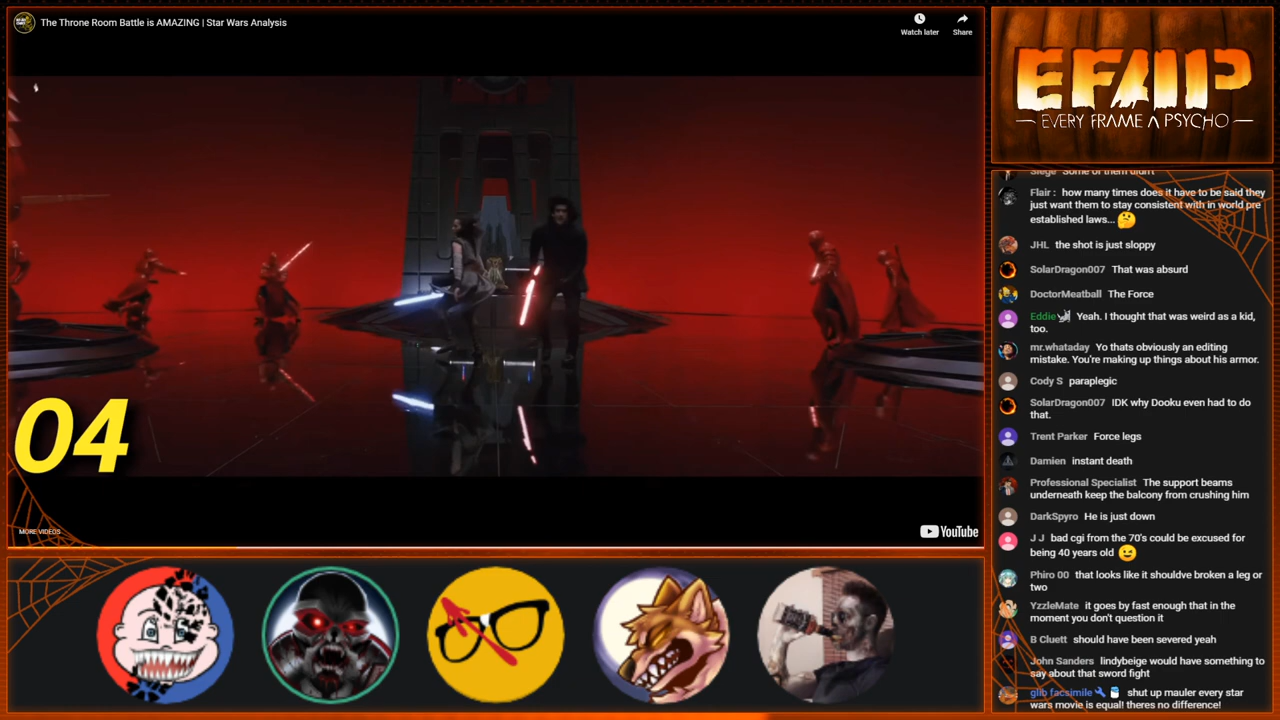 The Throne Room Battle is AMAZING | Star Wars Analysis
Watch later
Share
04
MORE VIDEOS
YouTube
EFAP
EVERY FRAME A PSYCHO
Siege Some of them didn't
Flair : how many times does it have to be said they
just want them to stay consistent with in world pre
established laws...
JHL the shot is just sloppy
SolarDragon007 That was absurd
DoctorMeatball The Force
Eddie Yeah. I thought that was weird as a kid,
too.
mr.whataday Yo thats obviously an editing
mistake. You're making up things about his armor.
Cody S paraplegic
SolarDragon007 IDK why Dooku even had to do
that.
Trent Parker Force legs
Damien instant death
Professional Specialist The support beams
underneath keep the balcony from crushing him
DarkSpyro He is just down
J J bad cgi from the 70's could be excused for
being 40 years old
Phiro 00 that looks like it shouldve broken a leg or
two
YzzleMate it goes by fast enough that in the
moment you don't question it
B Cluett should have been severed yeah
John Sanders lindybeige would have something to
say about that sword fight
glib facsimile shut up mauler every star
wars movie is equal! theres no difference!